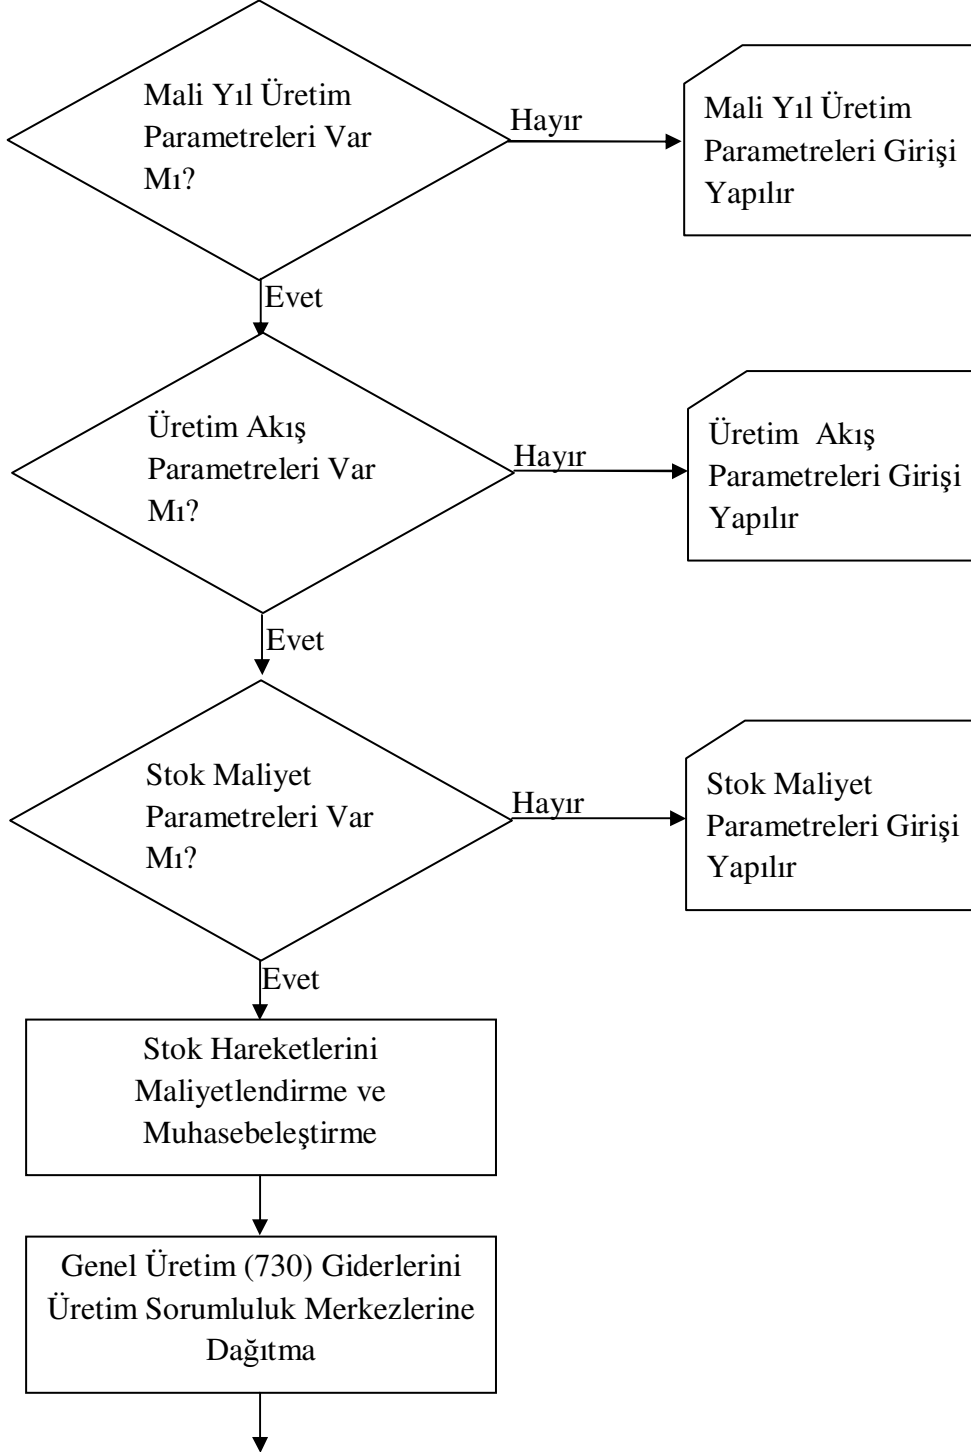 Mali Yıl Üretim
Parametreleri Var
Mı?
Hayır
Mali Yıl Üretim
Parametreleri Girişi
Yapılır
Evet
Üretim Akış
Parametreleri Var
Mı?
Hayır
Üretim Akış
Parametreleri Girişi
Yapılır
Evet
Stok Maliyet
Parametreleri Var
Mı?
Hayır
Stok Maliyet
Parametreleri Girişi
Yapılır
Evet
Stok Hareketlerini
Maliyetlendirme ve
Muhasebeleştirme
Genel Üretim (730) Giderlerini
Üretim Sorumluluk Merkezlerine
Dağıtma